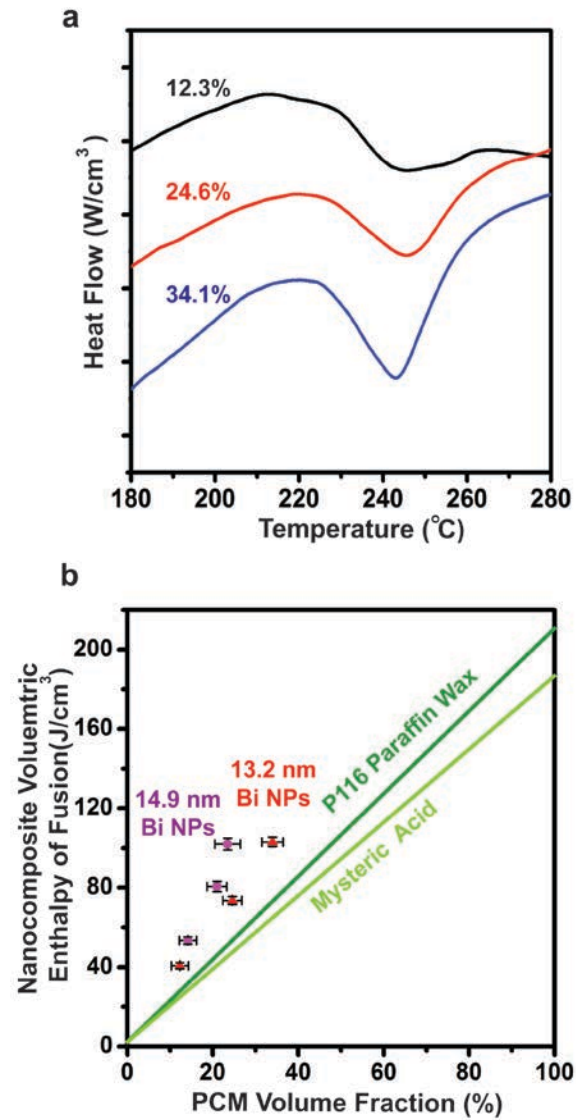 a
12.3%
24.6%
34.1%
Heat Flow (W/cm³)
180
200
220
240
260
280
Temperature (°C)
b
220
200
160
120
80
40
0
Nanocomposite Voluemtric
Enthalpy of Fusion(J/cm³)
14.9 nm
Bi NPs
13.2 nm
Bi NPs
P116 Paraffin Wax
Mysteric Acid
0
20
40
60
80
100
PCM Volume Fraction (%)